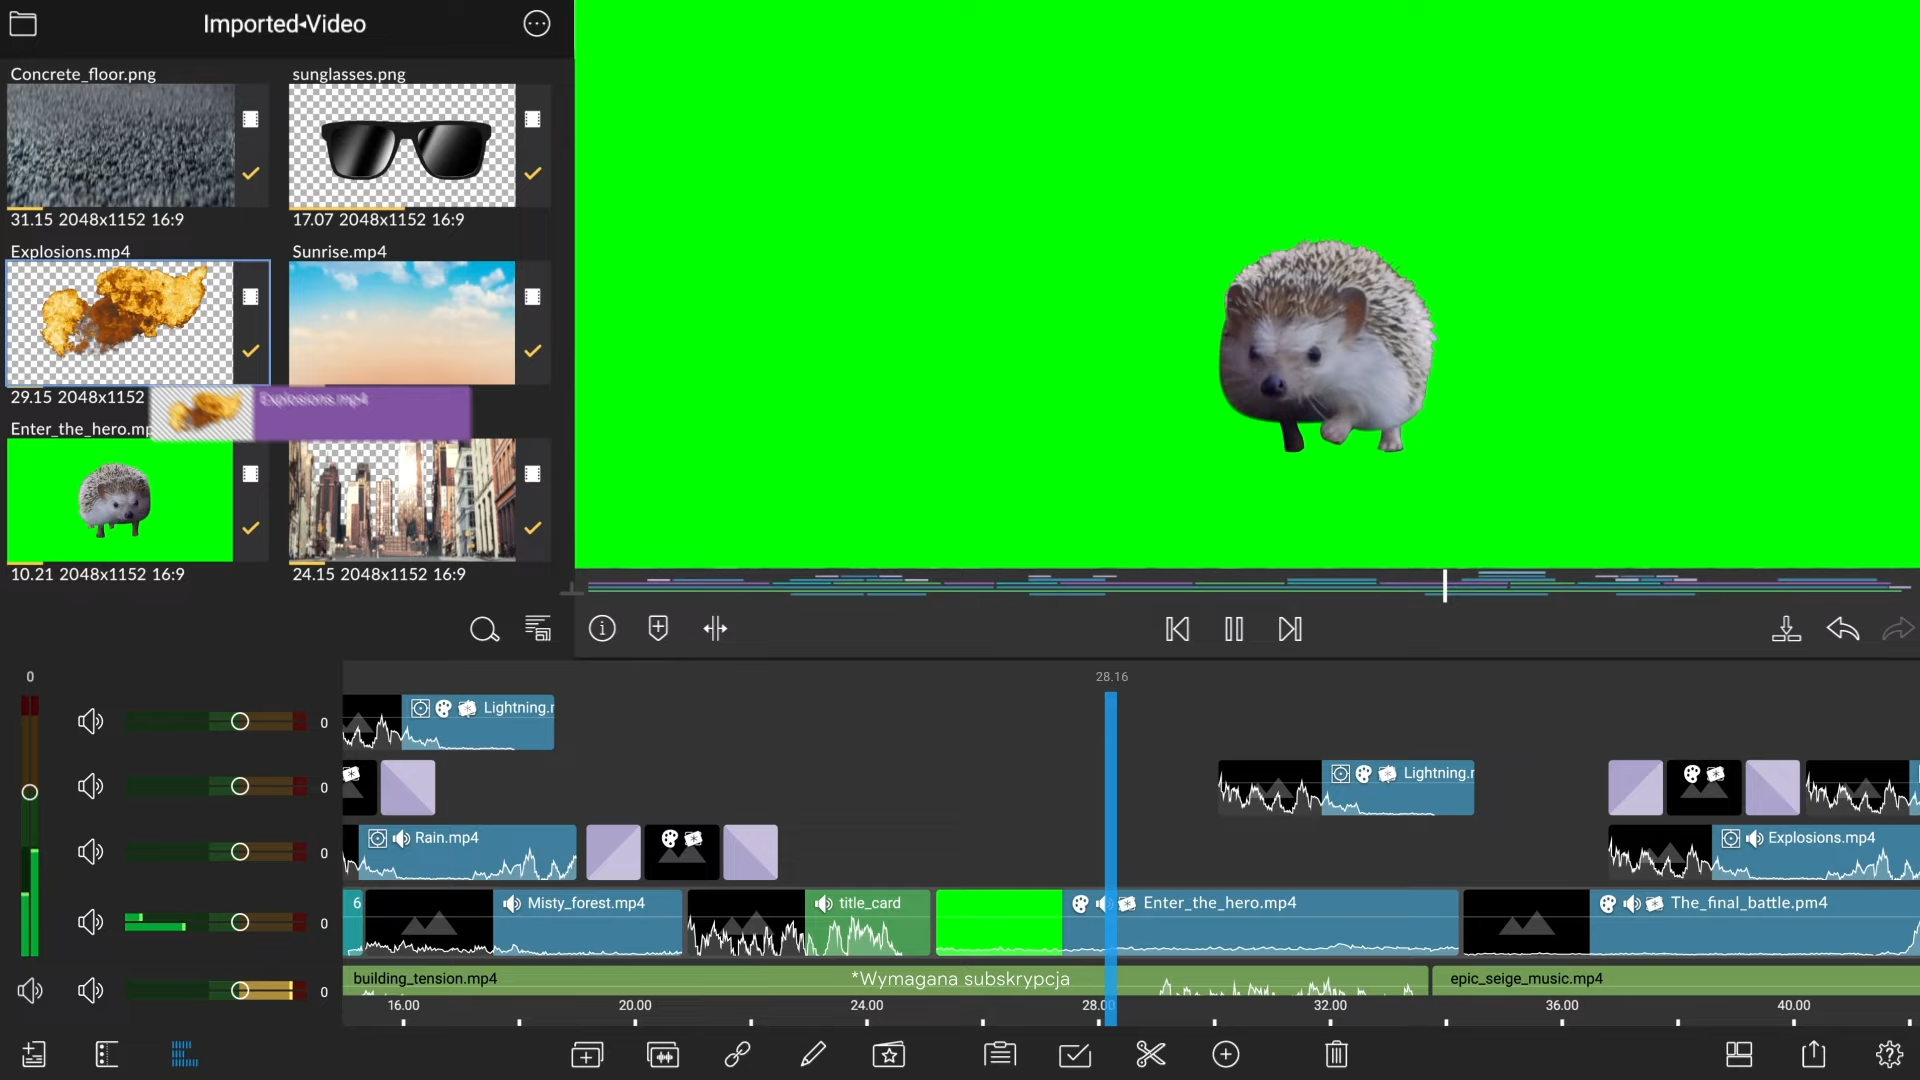 Imported Video
Concrete_floor.png
sunglasses.png
31.15 2048x1152 16:9
17.07 2048x1152 16:9
Explosions.mp4
Sunrise.mp4
29.15 2048x1152
Explosions.mp4
Enter_the_hero.mp
10.21 2048x1152 16:9
24.15 2048x1152 16:9
0
28.16
0
Lightning.
0
Lightning.
0
Rain.mp4
Explosions.mp4
0
6
Misty_forest.mp4
title_card
Enter_the_hero.mp4
The_final_battle.pm4
0
building_tension.mp4
*Wymagana subskrypcja
epic_seige_music.mp4
16.00
20.00
24.00
28.00
32.00
36.00
40.00